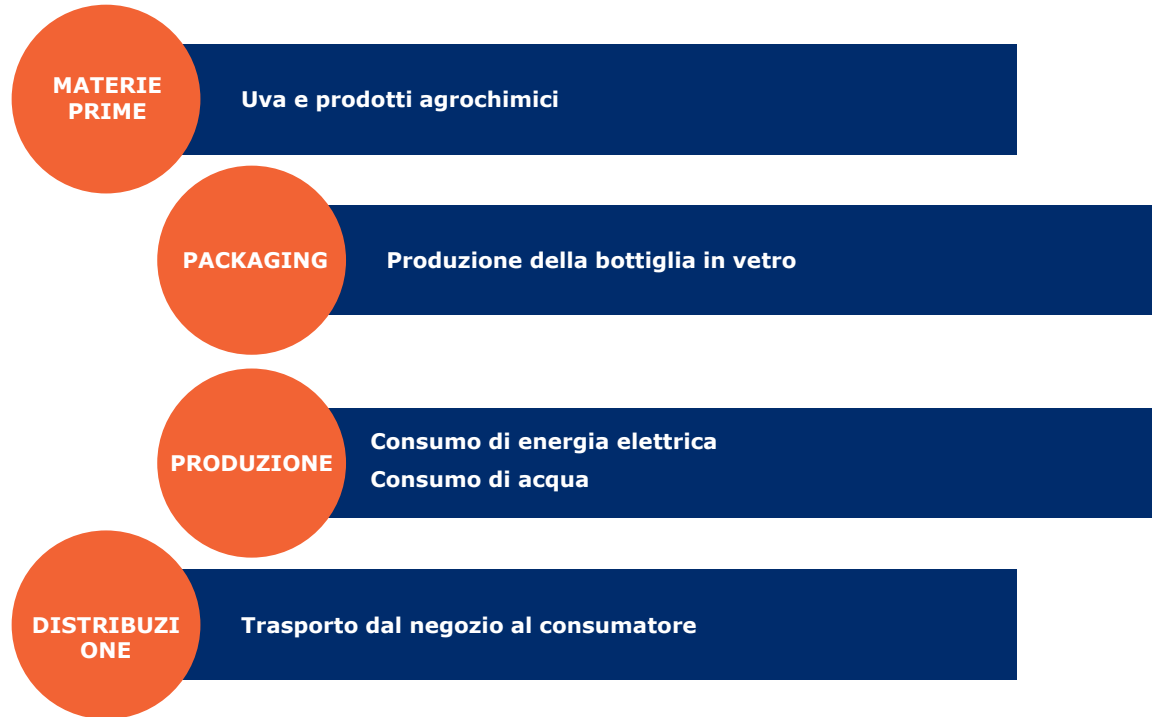 MATERIE
PRIME
Uva e prodotti agrochimici
PACKAGING
Produzione della bottiglia in vetro
PRODUZIONE
Consumo di energia elettrica
Consumo di acqua
DISTRIBUZI
ONE
Trasporto dal negozio al consumatore